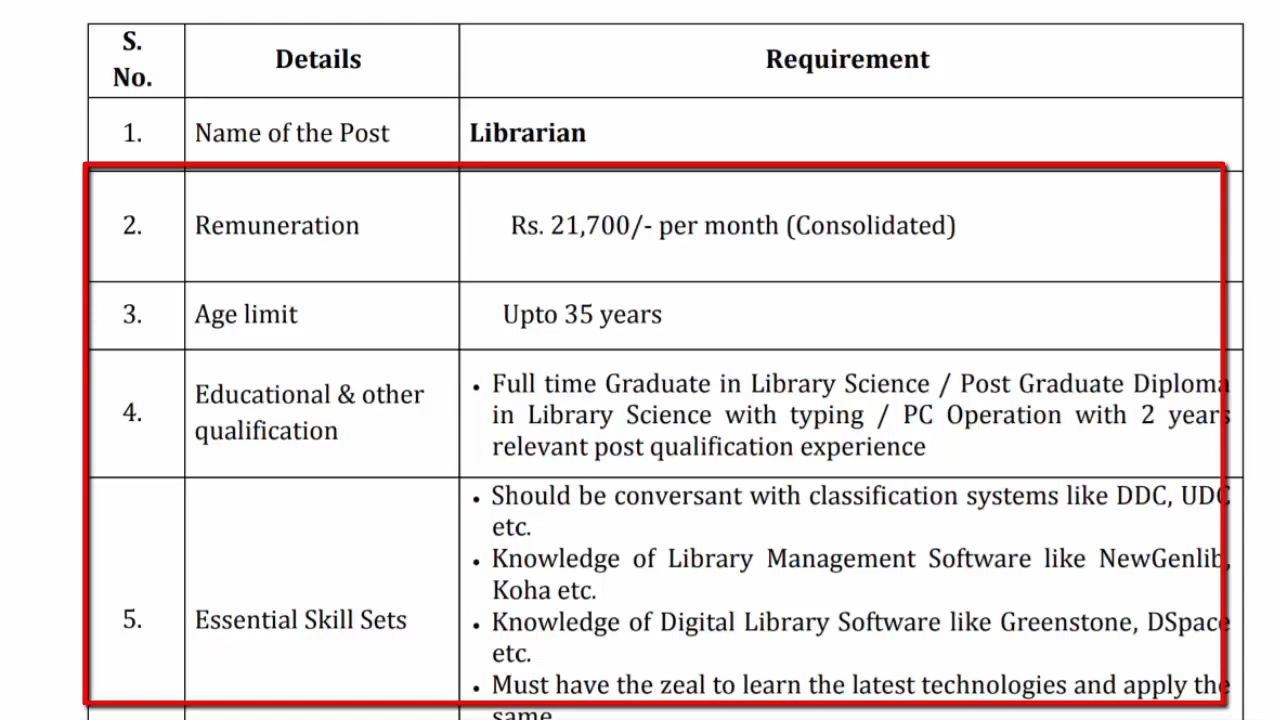 S.
No.
Details
Requirement
1.
Name of the Post
Librarian
2.
Remuneration
Rs. 21,700/- per month (Consolidated)
3.
Age limit
Upto 35 years
4.
Educational & other
qualification
• Full time Graduate in Library Science / Post Graduate Diploma
in Library Science with typing / PC Operation with 2 years
relevant post qualification experience
5.
Essential Skill Sets
• Should be conversant with classification systems like DDC, UDC
etc.
• Knowledge of Library Management Software like NewGenlib,
Koha etc.
• Knowledge of Digital Library Software like Greenstone, DSpace
etc.
• Must have the zeal to learn the latest technologies and apply the
same